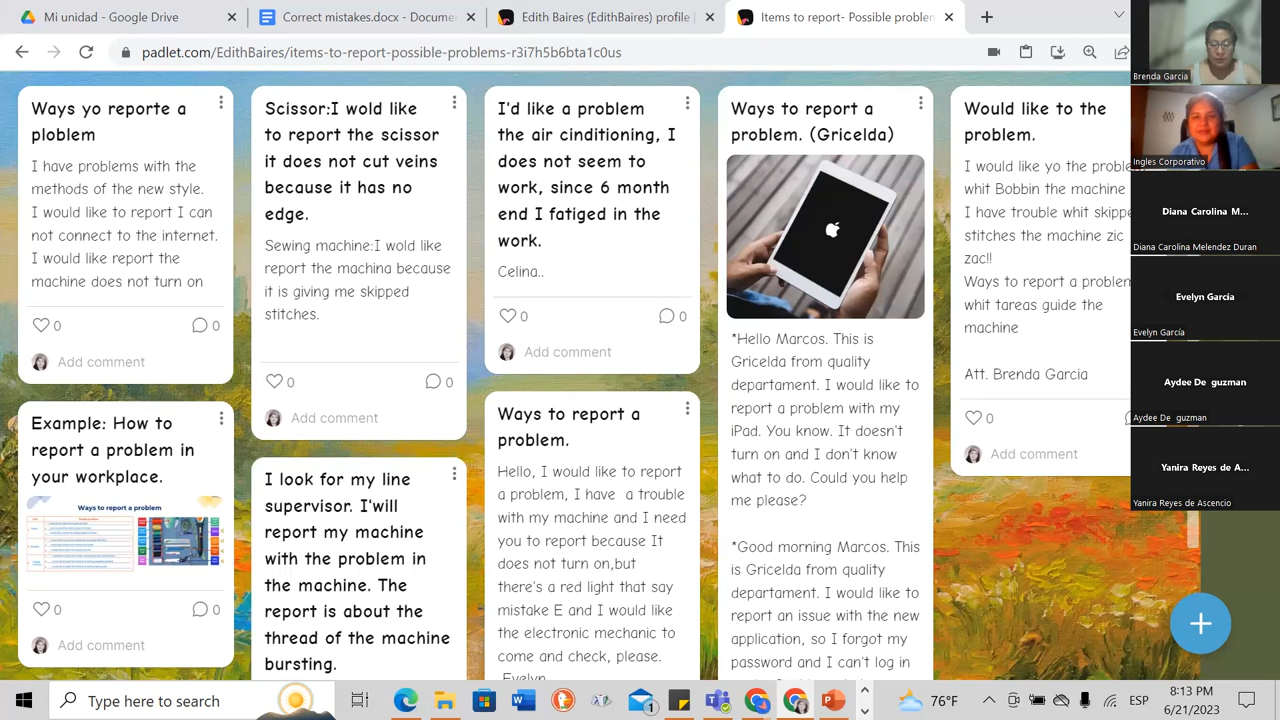 Mi unidad - Google Drive
Correct mistakes.docx - Docume
Edith Baires (EdithBaires) profile
Items to report- Possible problem
padlet.com/EdithBaires/items-to-report-possible-problems-r3i7h5b6bta1c0us
Ways yo reporte a
ploblem
I have problems with the
methods of the new style.
I would like to report I can
not connect to the internet.
I would like report the
machine does not turn on
0
0
Add comment
Example: How to
report a problem in
your workplace.
Ways to report a problem
0
0
Add comment
Scissor:I wold like
to report the scissor
it does not cut veins
because it has no
edge.
Sewing machine:I wold like
report the machina because
it is giving me skipped
stitches.
0
0
Add comment
I look for my line
supervisor. I'will
report my machine
with the problem in
the machine. The
report is about the
thread of the machine
bursting.
I'd like a problem
the air cinditioning, I
does not seem to
work, since 6 month
end I fatiged in the
work.
Celina..
0
0
Add comment
Ways to report a
problem.
Hello, I would like to report
a problem, I have a trouble
with my machine and I need
you to report because It
does not turn on,but
there's a red light that say
mistake E and I would like
the electronic mechanic to
come and check, please.
Evelyn
Ways to report a
problem. (Gricelda)
*Hello Marcos. This is
Gricelda from quality
departament. I would like to
report a problem with my
iPad. You know. It doesn't
turn on and I don't know
what to do. Could you help
me please?
*Good morning Marcos. This
is Gricelda from quality
departament. I would like to
report an issue with the new
application, so I forgot my
password and I can't log in
Would like to the
problem.
I would like yo the proble
whit Bobbin the machine
I have trouble whit skippe
stitches the machine zic
zac!!
Ways to report a problem
whit tareas guide the
machine
Att. Brenda Garcia
0
Add comment
Brenda Garcia
Ingles Corporativo
Diana Carolina M...
Diana Carolina Melendez Duran
Evelyn García
Evelyn García
Aydee De guzman
Aydee De guzman
Yanira Reyes de A...
Yanira Reyes de Ascencio
Type here to search
1
76°F
ESP
8:13 PM
6/21/2023